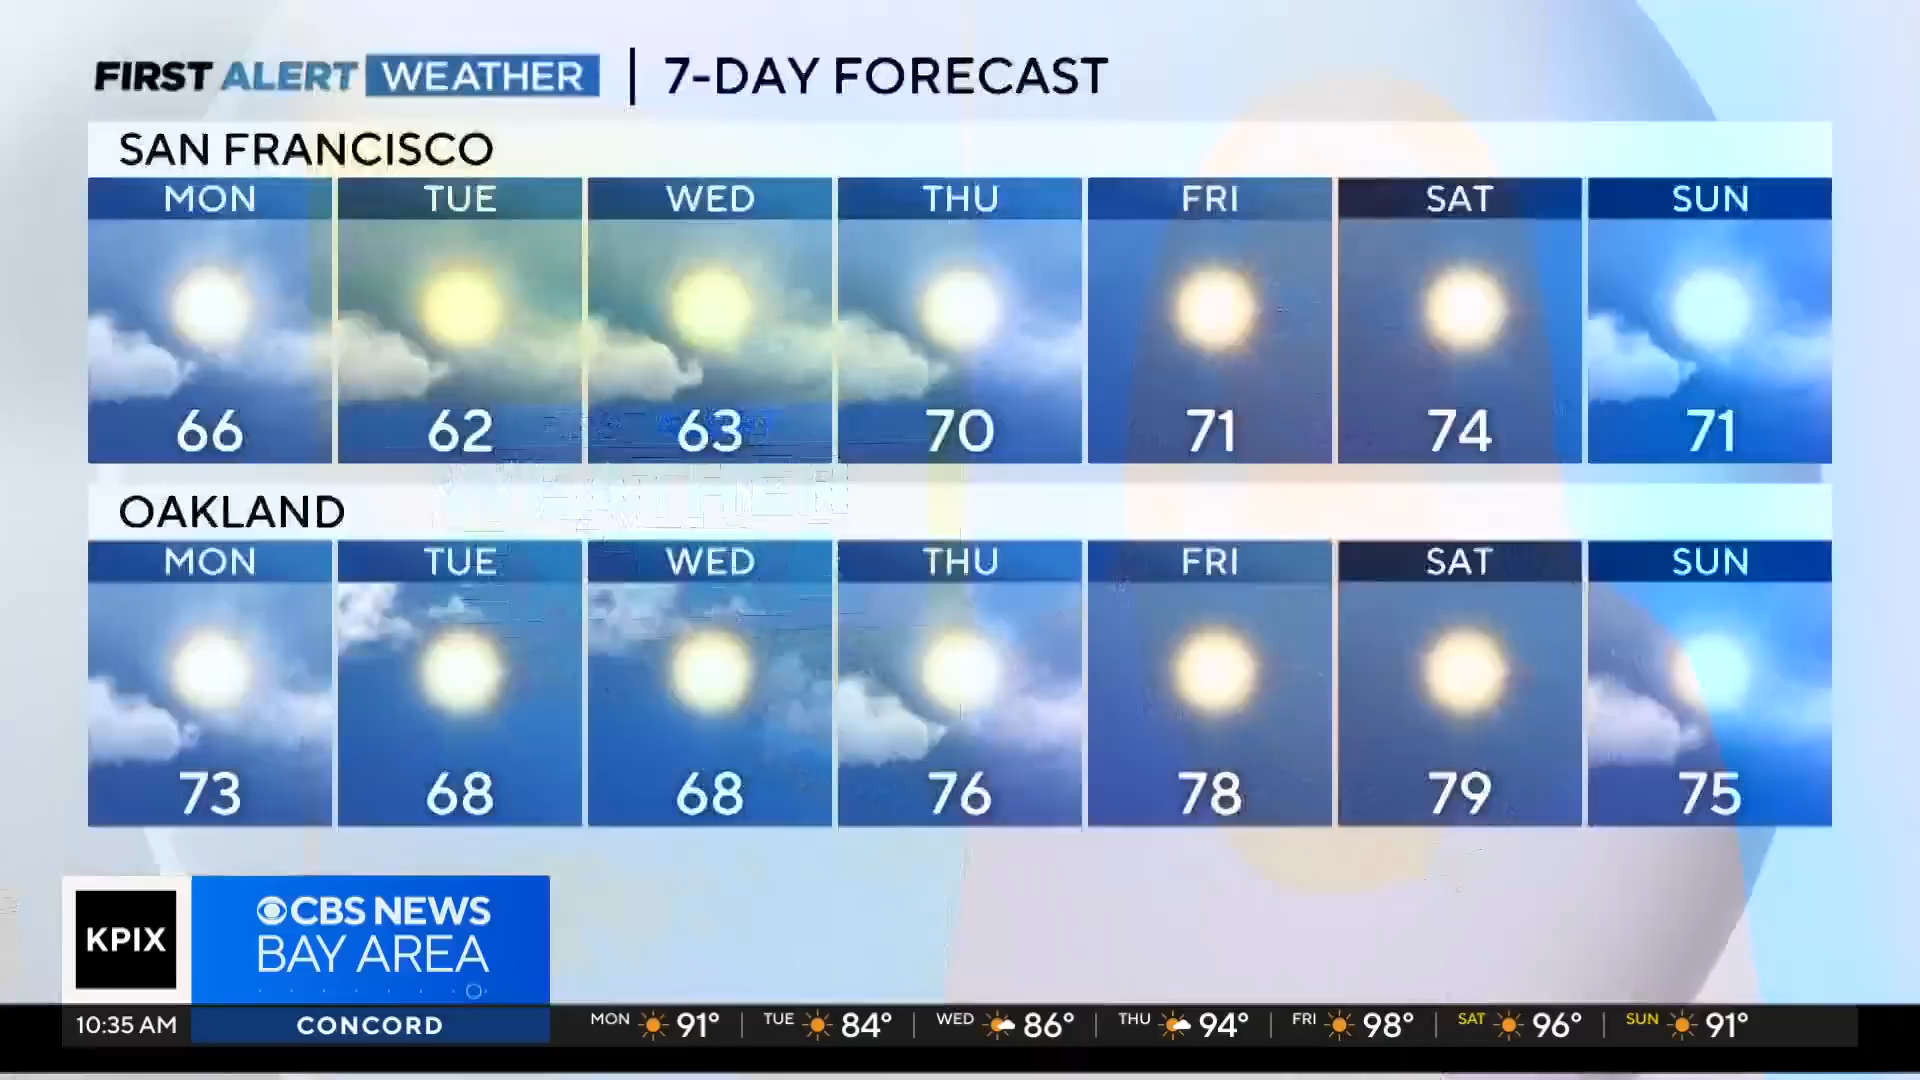 FIRST ALERT WEATHER | 7-DAY FORECAST
SAN FRANCISCO
MON TUE WED THU FRI SAT SUN
66 62 63 70 71 74 71
OAKLAND
MON TUE WED THU FRI SAT SUN
73 68 68 76 78 79 75
KPIX
CBS NEWS
BAY AREA
10:35 AM CONCORD MON 91° | TUE 84° | WED 86° | THU 94° | FRI 98° | SAT 96° | SUN 91°